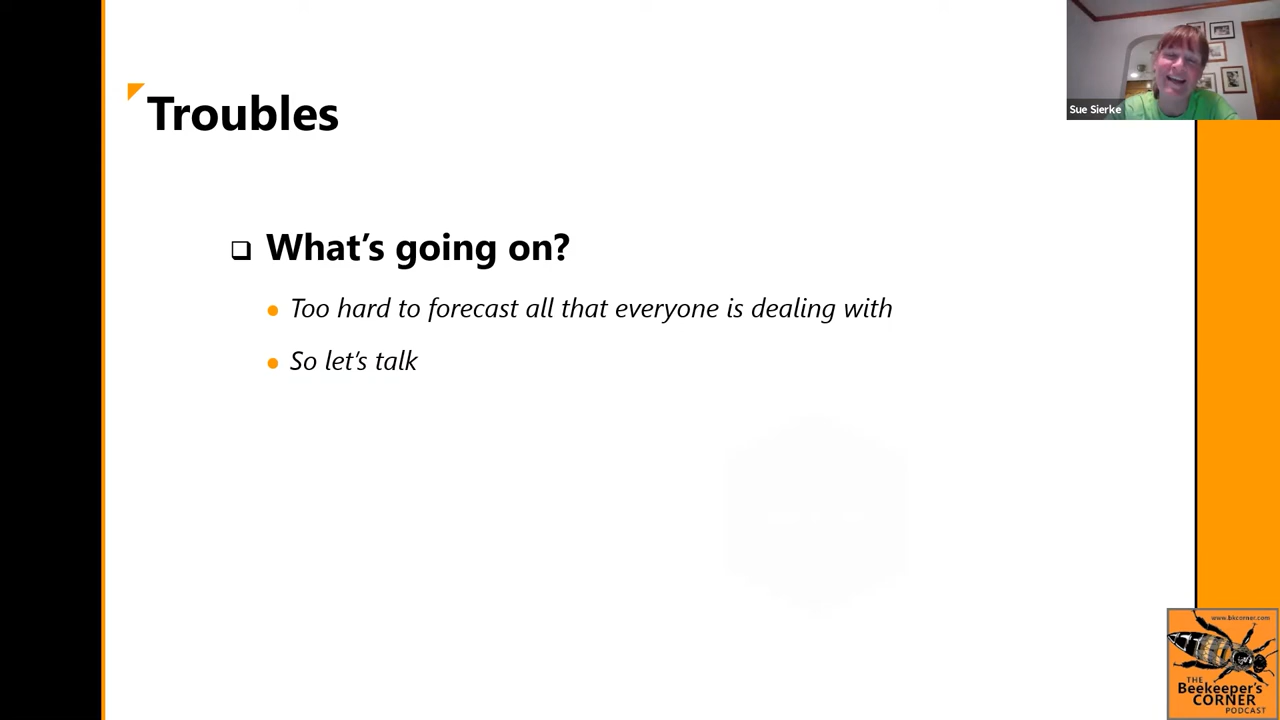 Sue Sierke
Troubles
What's going on?
Too hard to forecast all that everyone is dealing with
So let's talk
www.bkcorner.com
THE
Beekeeper's
CORNER
PODCAST